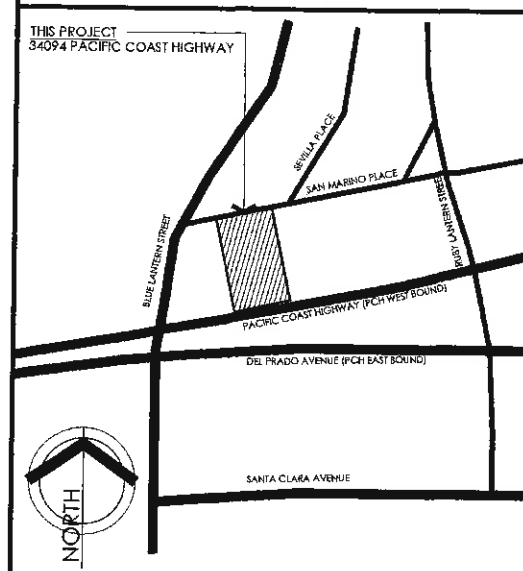 THIS PROJECT
34094 PACIFIC COAST HIGHWAY
SEVILLA PLACE
SAN MARINO PLACE
BLUE LANTERN STREET
RUBY LANTERN STREET
PACIFIC COAST HIGHWAY (PCH WEST BOUND)
DEL PRADO AVENUE (PCH EAST BOUND)
SANTA CLARA AVENUE
NORTH